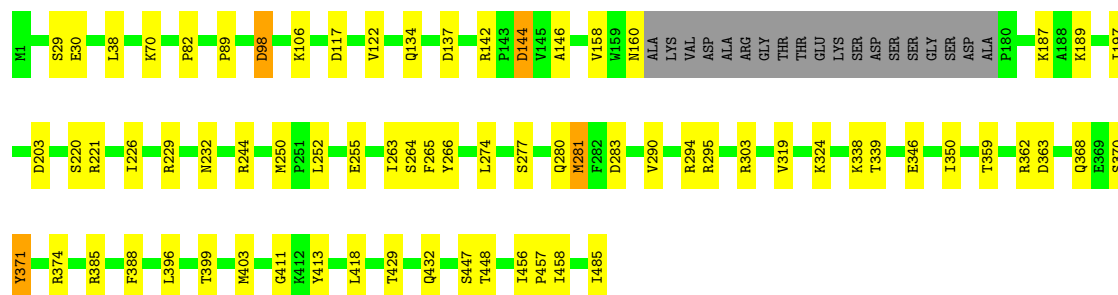 M1 S29 E30 L38 K70 P82 P89 D98 K106 D117 V122 Q134 D137 R142 P143 D144 V145 A146 V158 W159 N160 ALA LYS VAL ASP ALA ARG GLY THR THR GLU LYS SER ASP SER SER GLY SER ASP ALA P180 K187 A188 K189 I197
D203 S220 R221 I226 R229 N232 R244 M250 P251 L252 E255 I263 S264 F265 Y266 L274 S277 Q280 M281 F282 D283 V290 R294 R295 R303 V319 K324 K338 T339 E346 I350 T359 R362 D363 Q368 E369 S370
Y371 R374 R385 F388 L396 T399 M403 G411 K412 Y413 L418 T429 Q432 S447 T448 I456 P457 I458 I485